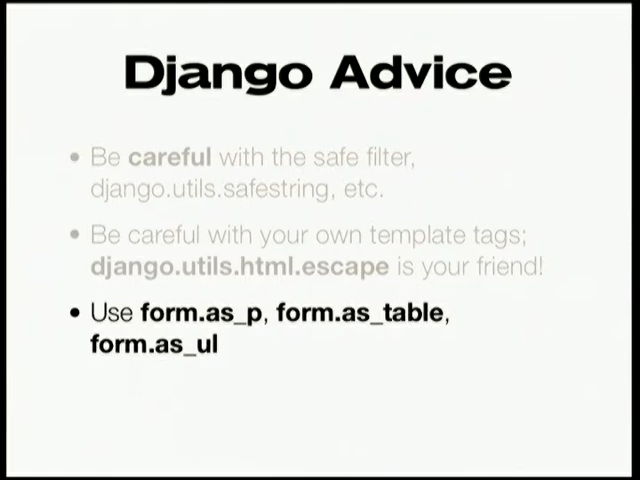 Django Advice
• Be careful with the safe filter,
django.utils.safestring, etc.
• Be careful with your own template tags;
django.utils.html.escape is your friend!
• Use form.as_p, form.as_table,
form.as_ul